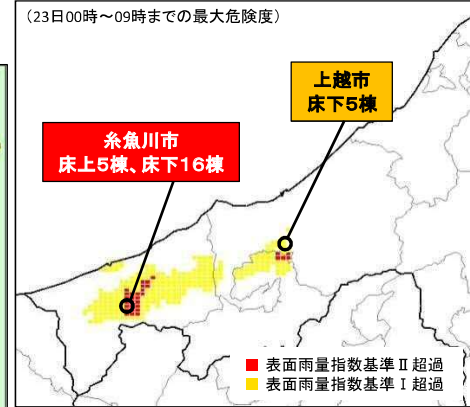 (23日00時～09時までの最大危険度)
上越市
床下5棟
糸魚川市
床上5棟、床下16棟
表面雨量指数基準Ⅱ超過
表面雨量指数基準Ⅰ超過